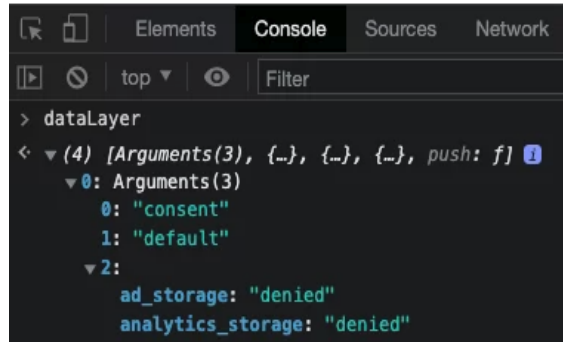 Elements Console Sources Network
top ▼ Filter
> dataLayer
(4) [Arguments(3), {…}, {…}, {…}, push: ƒ] i
0: Arguments(3)
0: "consent"
1: "default"
2:
ad_storage: "denied"
analytics_storage: "denied"